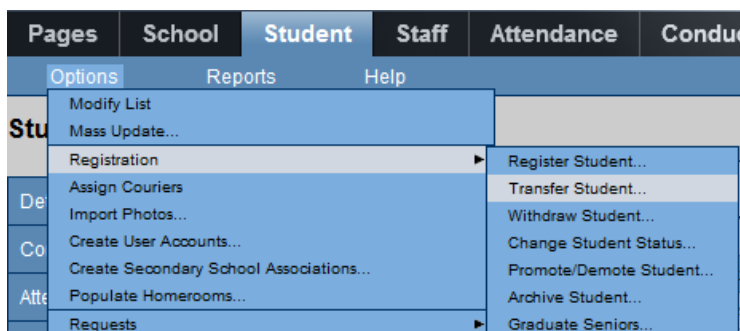 Pages School Student Staff Attendance
Options Reports Help
Modify List
Mass Update...
Registration
Assign Couriers
Import Photos...
Create User Accounts...
Create Secondary School Associations...
Populate Homerooms...
Requests
Register Student...
Transfer Student...
Withdraw Student...
Change Student Status...
Promote/Demote Student...
Archive Student...
Graduate Seniors...